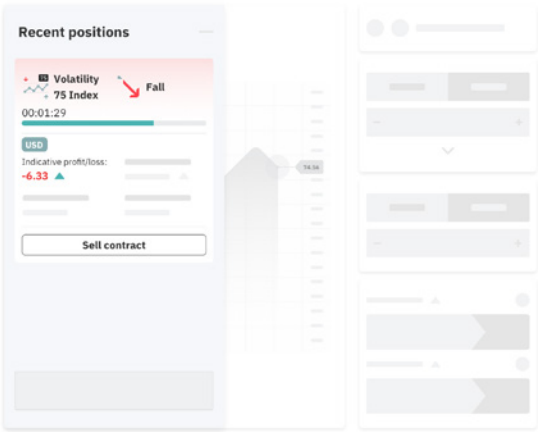 Recent positions
Volatility
75 Index
Fall
00:01:29
USD
Indicative profit/loss:
-6.33
Sell contract